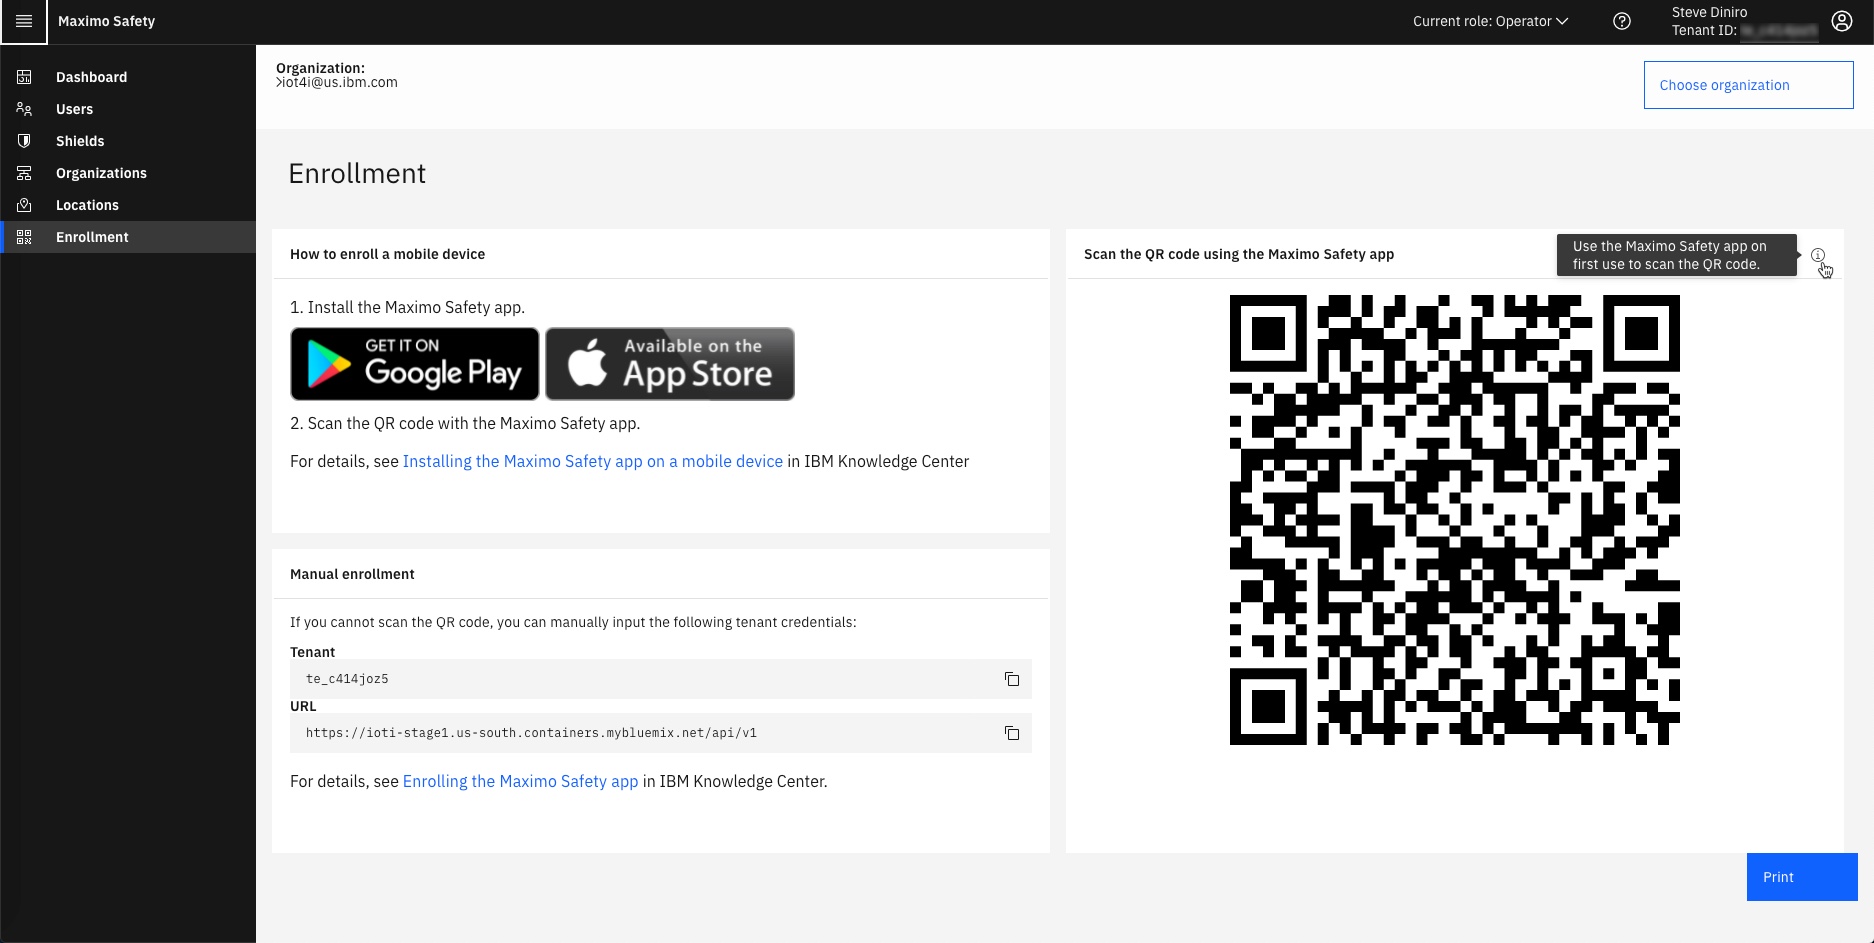 Maximo Safety
Current role: Operator
Steve Diniro
Tenant ID:
Dashboard
Users
Shields
Organizations
Locations
Enrollment
Organization:
>iot4i@us.ibm.com
Choose organization
Enrollment
How to enroll a mobile device
1. Install the Maximo Safety app.
GET IT ON
Google Play
Available on the
App Store
2. Scan the QR code with the Maximo Safety app.
For details, see Installing the Maximo Safety app on a mobile device in IBM Knowledge Center
Manual enrollment
If you cannot scan the QR code, you can manually input the following tenant credentials:
Tenant
te_c414joz5
URL
https://ioti-stage1.us-south.containers.mybluemix.net/api/v1
For details, see Enrolling the Maximo Safety app in IBM Knowledge Center.
Scan the QR code using the Maximo Safety app
Use the Maximo Safety app on
first use to scan the QR code.
Print